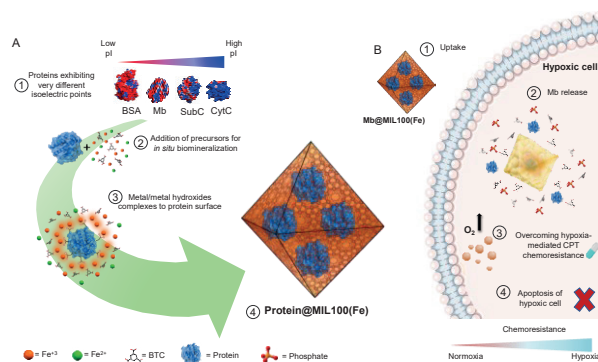 A
Low
pI
High
pI
1
Proteins exhibiting
very different
isoelectric points
BSA
Mb
SubC
CytC
+
2
Addition of precursors for
in situ biomineralization
3
Metal/metal hydroxides
complexes to protein surface
4 Protein@MIL100(Fe)
= Fe+3
= Fe2+
= BTC
= Protein
= Phosphate
B
1
Uptake
Mb@MIL100(Fe)
Hypoxic cell
2
Mb release
O2
3
Overcoming hypoxia-
mediated CPT
chemoresistance
4
Apoptosis of
hypoxic cell
Chemoresistance
Normoxia
Hypoxia